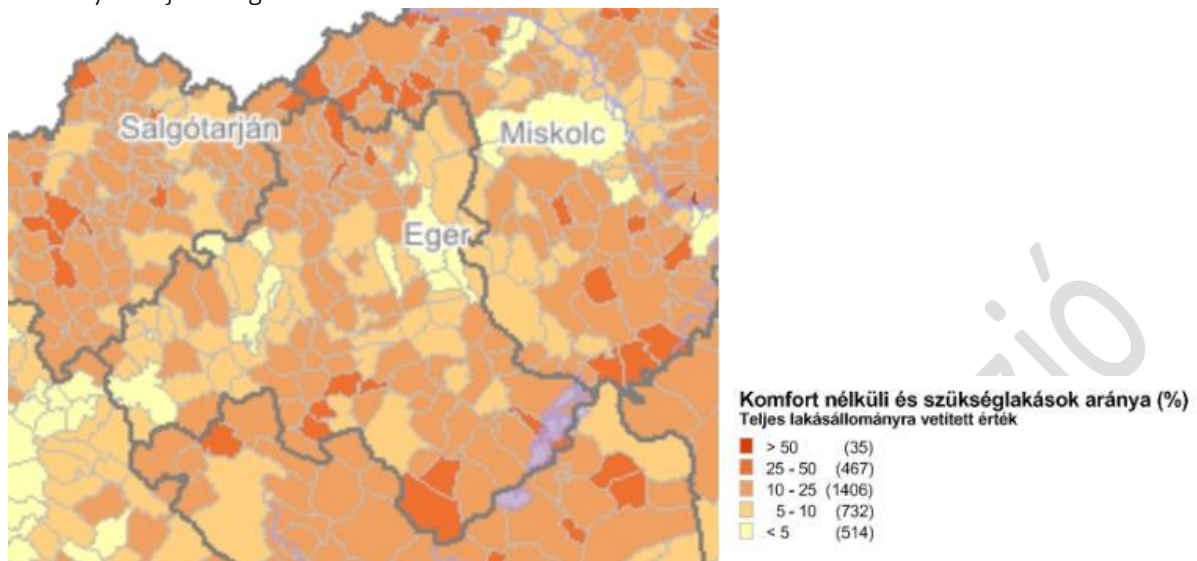 Salgótarján
Miskolc
Eger
Komfort nélküli és szükséglakások aránya (%)
Teljes lakásállományra vetített érték
> 50 (35)
25 - 50 (467)
10 - 25 (1406)
5 - 10 (732)
< 5 (514)